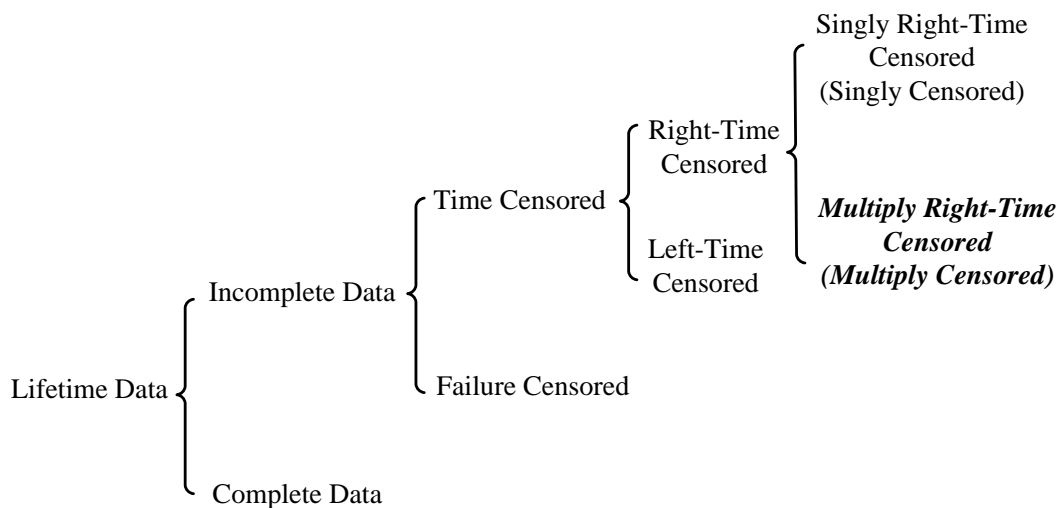 Singly Right-Time
Censored
(Singly Censored)
Right-Time
Censored
Time Censored
Multiply Right-Time
Censored
(Multiply Censored)
Left-Time
Censored
Incomplete Data
Lifetime Data
Failure Censored
Complete Data